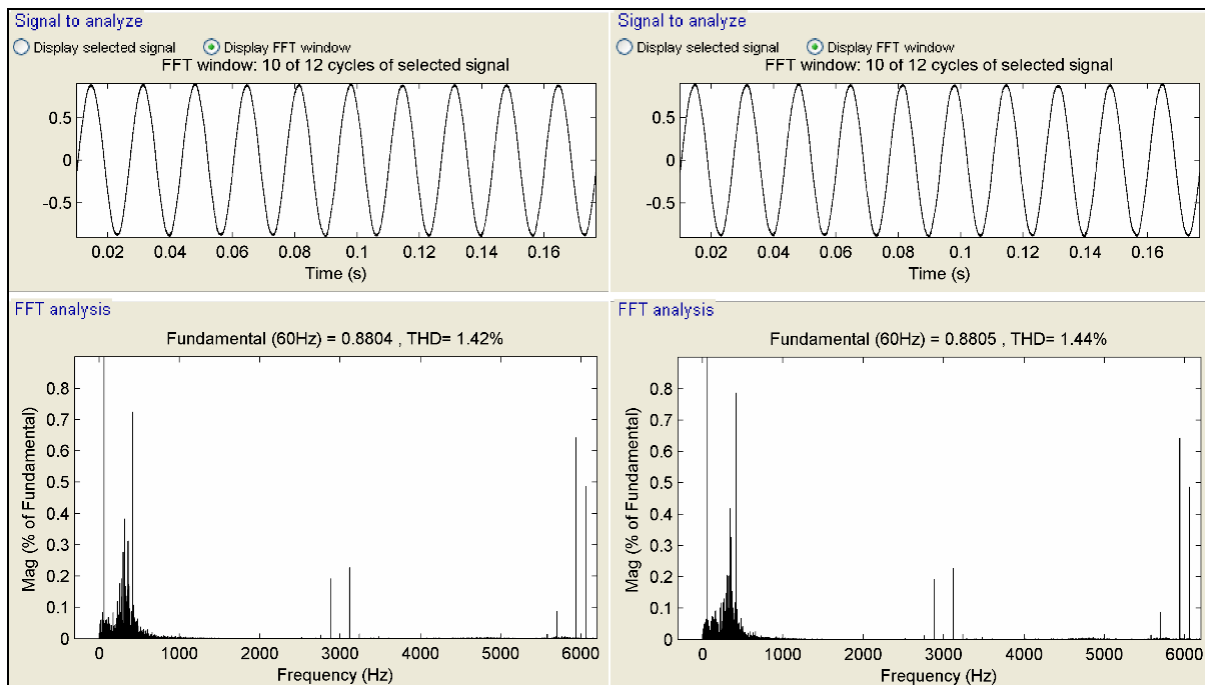 Signal to analyze
Display selected signal Display FFT window
FFT window: 10 of 12 cycles of selected signal
0.5
0
-0.5
0.02 0.04 0.06 0.08 0.1 0.12 0.14 0.16
Time (s)
FFT analysis
Fundamental (60Hz) = 0.8804 , THD= 1.42%
Mag (% of Fundamental)
0.8
0.7
0.6
0.5
0.4
0.3
0.2
0.1
0
0 1000 2000 3000 4000 5000 6000
Frequency (Hz)
Signal to analyze
Display selected signal Display FFT window
FFT window: 10 of 12 cycles of selected signal
0.5
0
-0.5
0.02 0.04 0.06 0.08 0.1 0.12 0.14 0.16
Time (s)
FFT analysis
Fundamental (60Hz) = 0.8805 , THD= 1.44%
Mag (% of Fundamental)
0.8
0.7
0.6
0.5
0.4
0.3
0.2
0.1
0
0 1000 2000 3000 4000 5000 6000
Frequency (Hz)